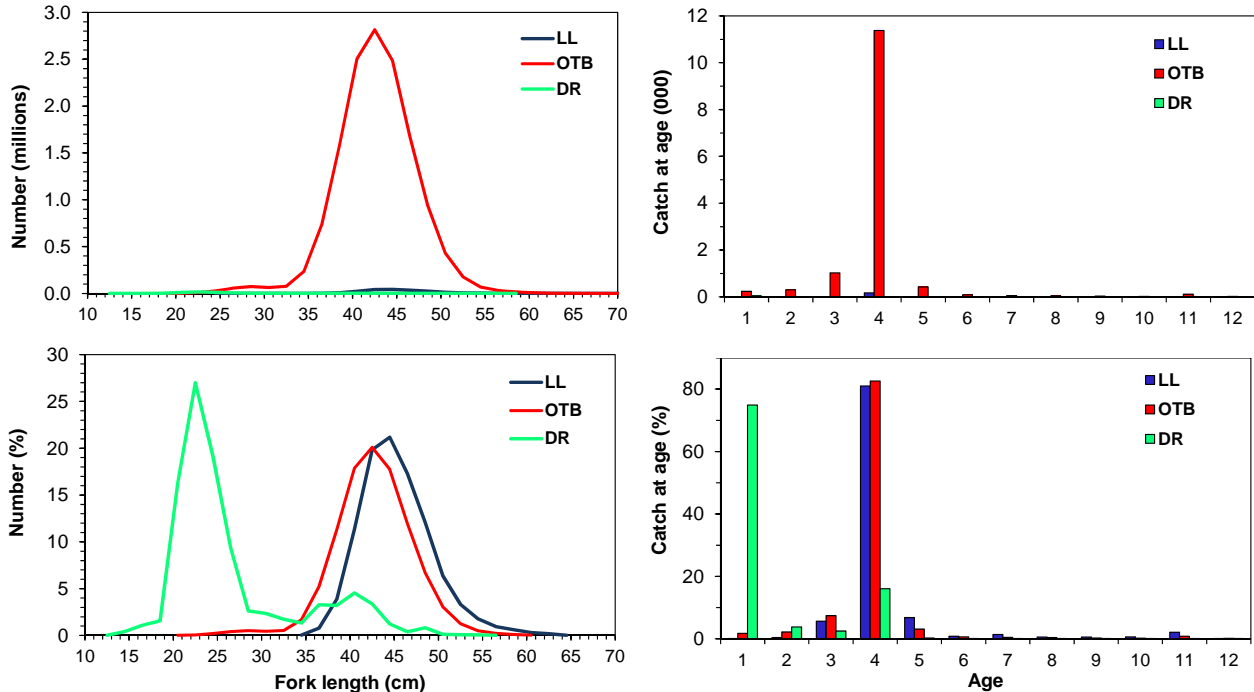 Number (millions)
3.0
2.5
2.0
1.5
1.0
0.5
0.0
LL
OTB
DR
10 15 20 25 30 35 40 45 50 55 60 65 70
Catch at age (000)
12
10
8
6
4
2
0
LL
OTB
DR
1 2 3 4 5 6 7 8 9 10 11 12
Number (%)
30
25
20
15
10
5
0
LL
OTB
DR
10 15 20 25 30 35 40 45 50 55 60 65 70
Fork length (cm)
Catch at age (%)
80
60
40
20
0
LL
OTB
DR
1 2 3 4 5 6 7 8 9 10 11 12
Age